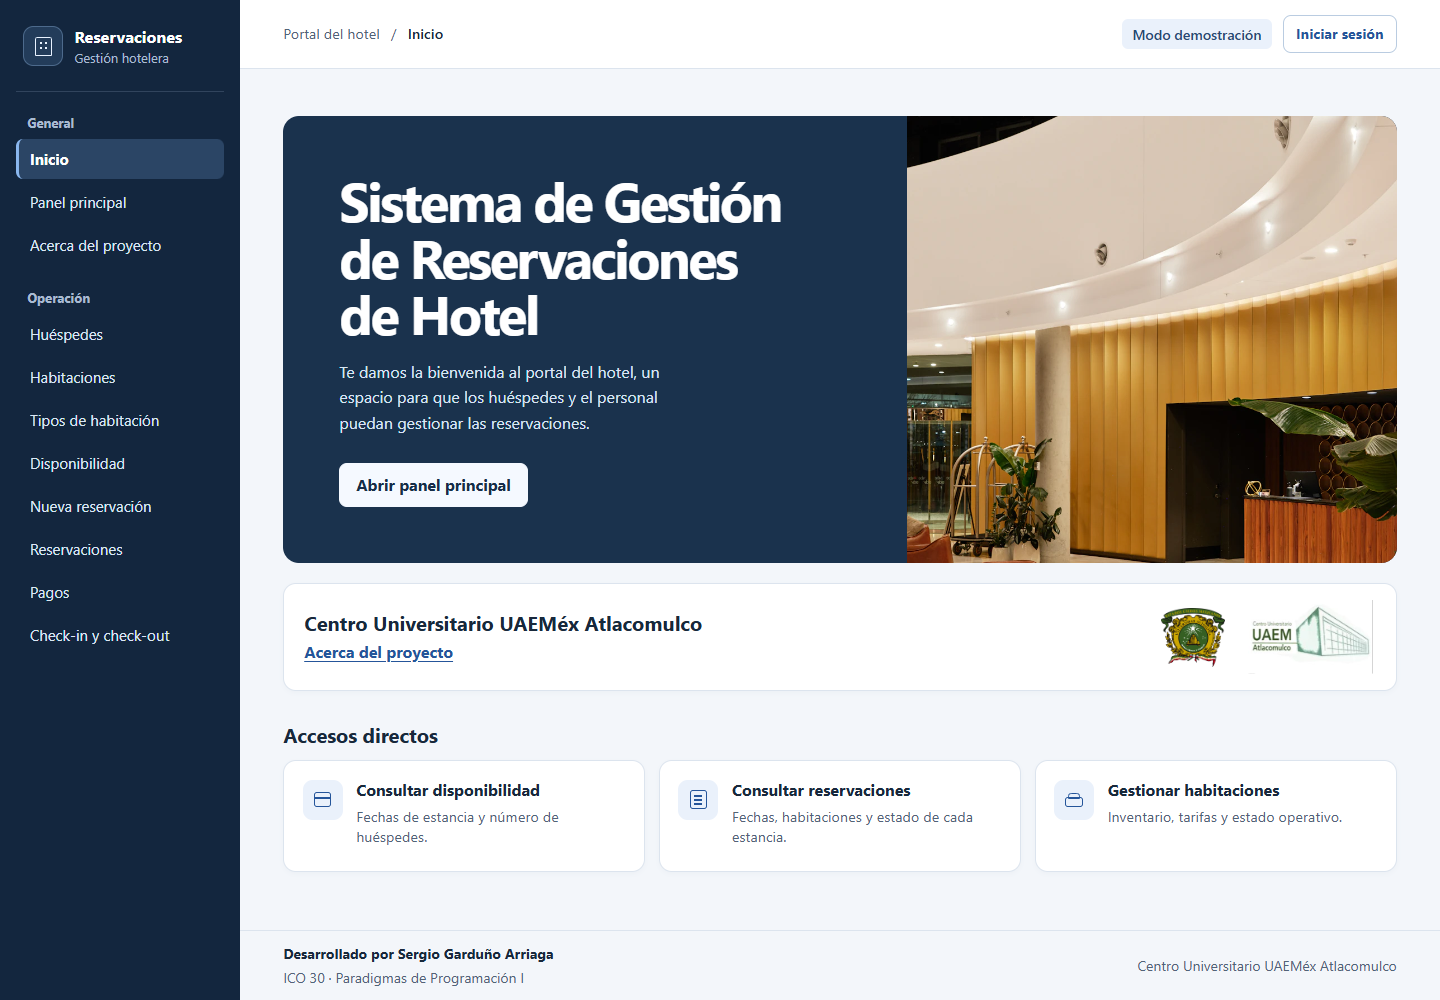 Reservaciones
Gestión hotelera
General
Inicio
Panel principal
Acerca del proyecto
Operación
Huéspedes
Habitaciones
Tipos de habitación
Disponibilidad
Nueva reservación
Reservaciones
Pagos
Check-in y check-out
Portal del hotel / Inicio
Modo demostración
Iniciar sesión
Sistema de Gestión
de Reservaciones
de Hotel
Te damos la bienvenida al portal del hotel, un
espacio para que los huéspedes y el personal
puedan gestionar las reservaciones.
Abrir panel principal
Centro Universitario UAEMéx Atlacomulco
Acerca del proyecto
Centro Universitario
UAEM
Atlacomulco
Accesos directos
Consultar disponibilidad
Fechas de estancia y número de
huéspedes.
Consultar reservaciones
Fechas, habitaciones y estado de cada
estancia.
Gestionar habitaciones
Inventario, tarifas y estado operativo.
Desarrollado por Sergio Garduño Arriaga
ICO 30 · Paradigmas de Programación I
Centro Universitario UAEMéx Atlacomulco